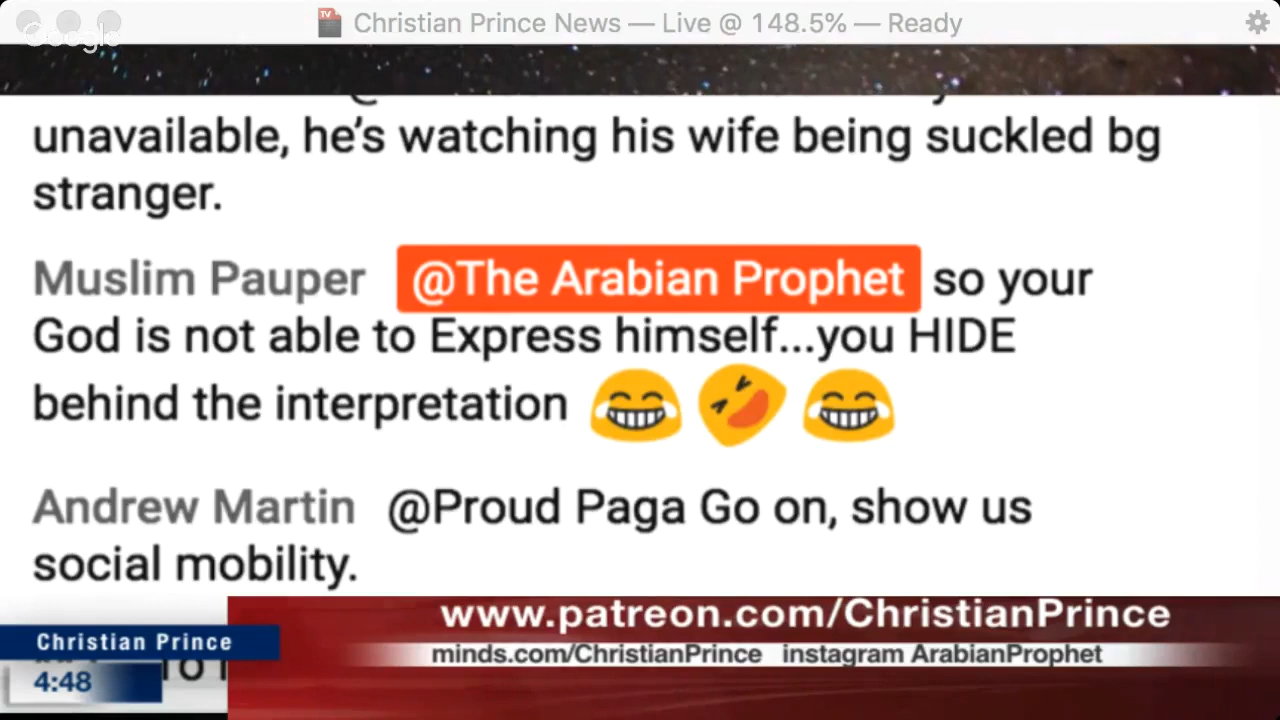 Christian Prince News — Live @ 148.5% — Ready
Google
unavailable, he's watching his wife being suckled bg
stranger.
Muslim Pauper @The Arabian Prophet so your
God is not able to Express himself...you HIDE
behind the interpretation 😂 🤣 😂
Andrew Martin @Proud Paga Go on, show us
social mobility.
www.patreon.com/ChristianPrince
Christian Prince
minds.com/ChristianPrince instagram ArabianProphet
4:48